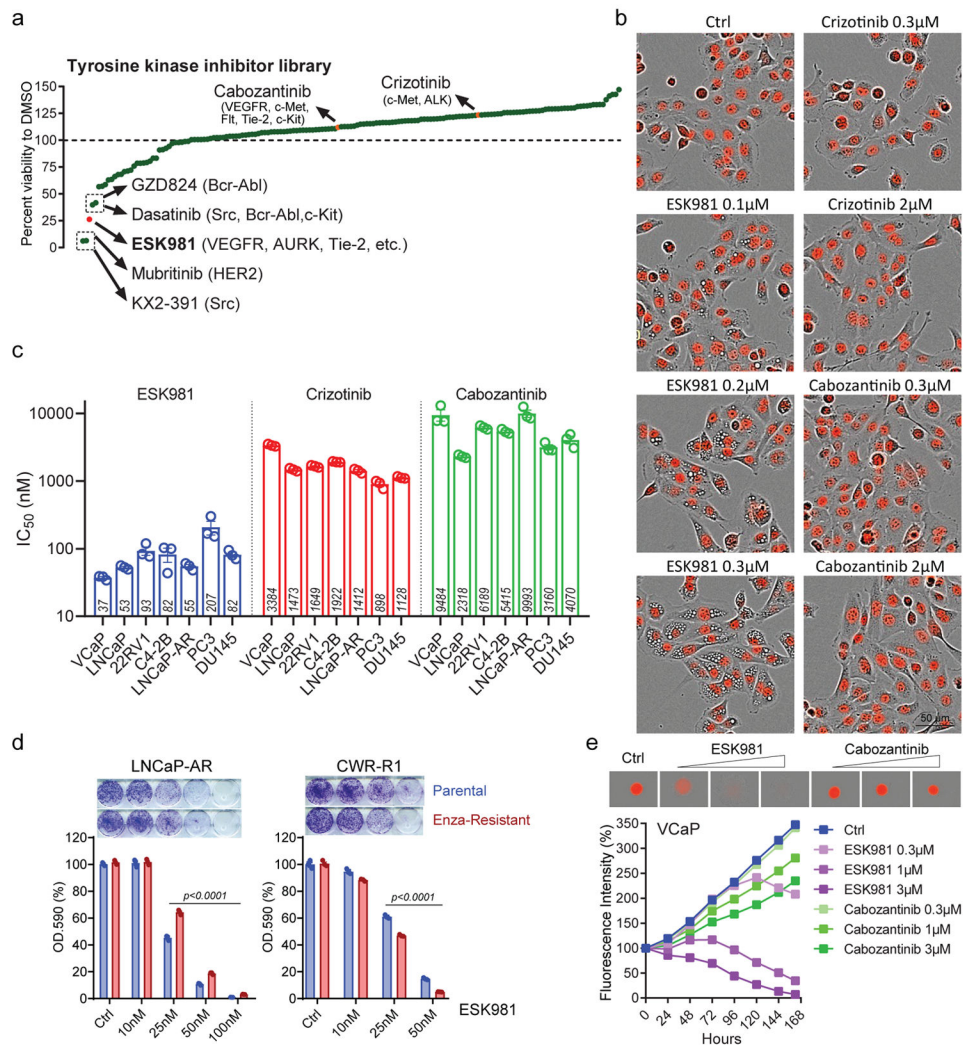 a
Tyrosine kinase inhibitor library
Percent viability to DMSO
150
125
100
75
50
25
0
Cabozantinib
(VEGFR, c-Met,
Flt, Tie-2, c-Kit)
Crizotinib
(c-Met, ALK)
GZD824 (Bcr-Abl)
Dasatinib (Src, Bcr-Abl,c-Kit)
ESK981 (VEGFR, AURK, Tie-2, etc.)
Mubritinib (HER2)
KX2-391 (Src)
b
Ctrl
Crizotinib 0.3μM
ESK981 0.1μM
Crizotinib 2μM
ESK981 0.2μM
Cabozantinib 0.3μM
ESK981 0.3μM
Cabozantinib 2μM
50 μm
c
ESK981
Crizotinib
Cabozantinib
IC50 (nM)
10000
1000
100
10
37
53
93
82
55
207
82
3384
1473
1649
1922
1412
898
1128
9484
2318
6189
5415
9993
3160
4070
VCaP
LNCaP
22RV1
C4-2B
LNCaP-AR
PC3
DU145
VCaP
LNCaP
22RV1
C4-2B
LNCaP-AR
PC3
DU145
VCaP
LNCaP
22RV1
C4-2B
LNCaP-AR
PC3
DU145
d
LNCaP-AR
CWR-R1
Parental
Enza-Resistant
OD.590 (%)
120
100
80
60
40
20
0
p<0.0001
Ctrl
10nM
25nM
50nM
100nM
OD.590 (%)
120
100
80
60
40
20
0
p<0.0001
Ctrl
10nM
25nM
50nM
ESK981
e
Ctrl
ESK981
Cabozantinib
VCaP
Fluorescence Intensity (%)
350
300
250
200
150
100
50
0
0
24
48
72
96
120
144
168
Hours
Ctrl
ESK981 0.3μM
ESK981 1μM
ESK981 3μM
Cabozantinib 0.3μM
Cabozantinib 1μM
Cabozantinib 3μM